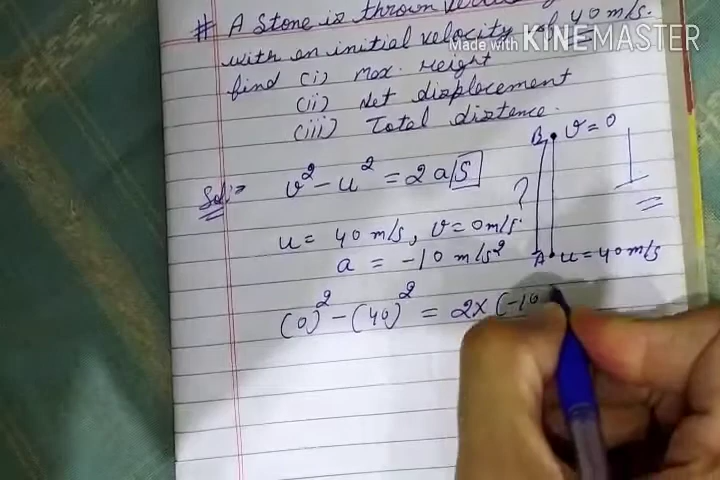 # A Stone is thrown
with an initial velocity of 40 m/s.
find (i) max. height
(ii) Net displacement
(iii) Total distance.
Made with KINEMASTER
Sol:⇒ v² - u² = 2a S
B v = 0
?
u = 40 m/s, v = 0 m/s
a = -10 m/s²
A u = 40 m/s
(0)² - (40)² = 2 × (-10